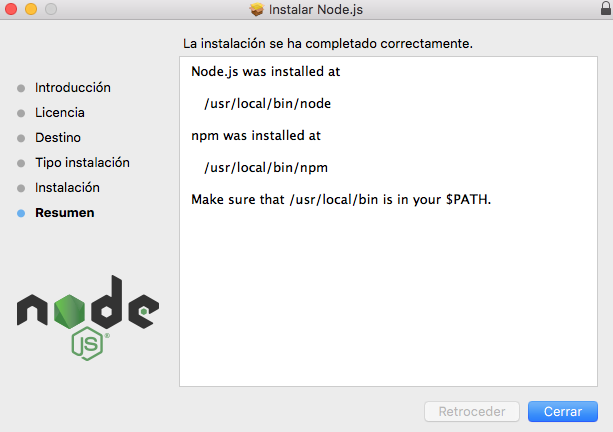 Instalar Node.js
La instalación se ha completado correctamente.
Introducción
Licencia
Destino
Tipo instalación
Instalación
Resumen
Node.js was installed at
/usr/local/bin/node
npm was installed at
/usr/local/bin/npm
Make sure that /usr/local/bin is in your $PATH.
node
JS®
Retroceder
Cerrar